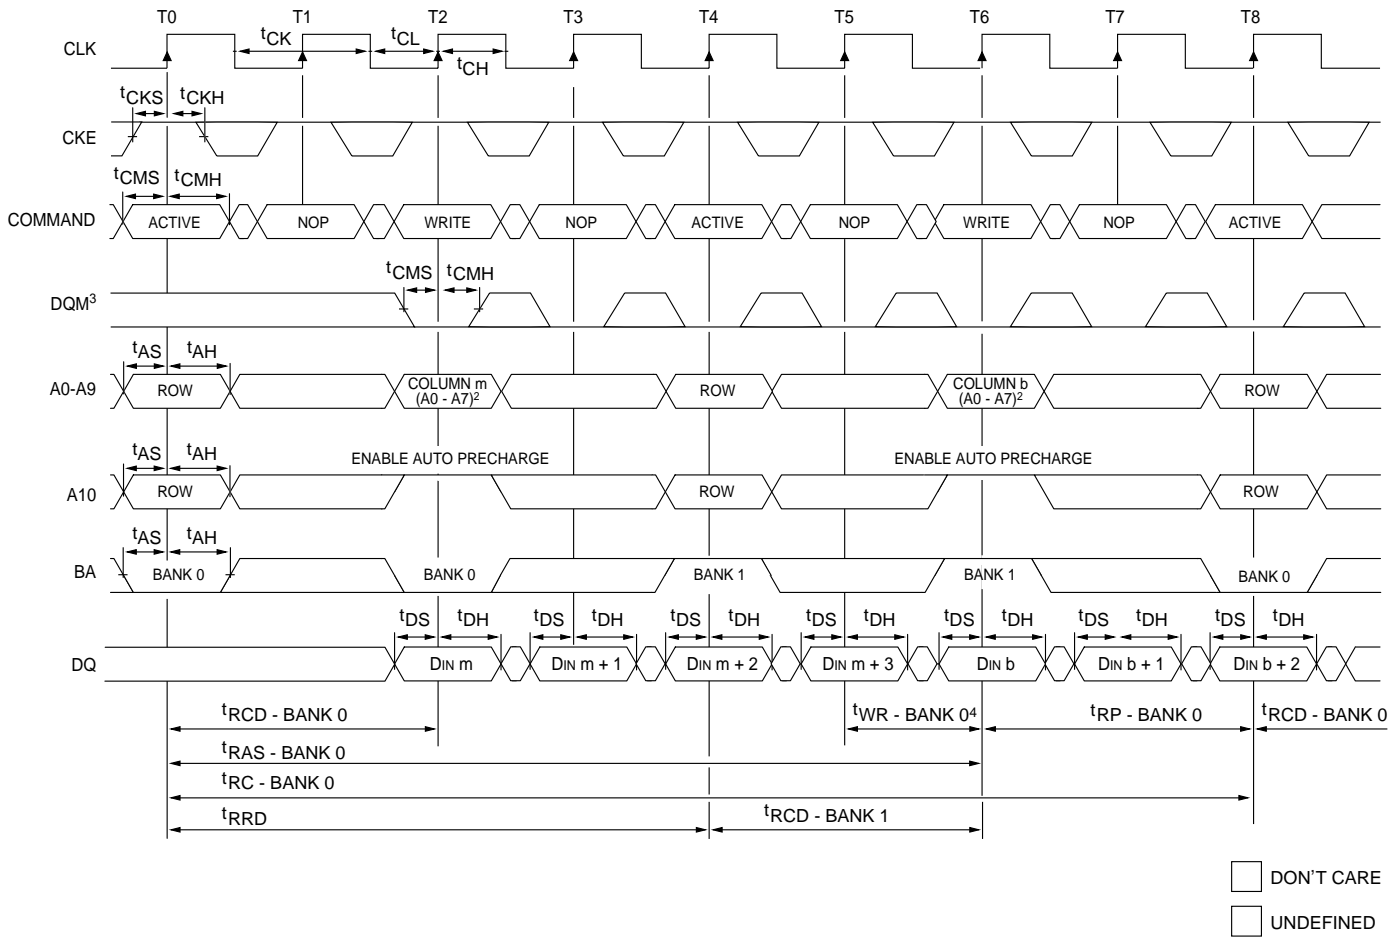 T0 T1 T2 T3 T4 T5 T6 T7 T8
CLK tCK tCL tCH
tCKS tCKH
CKE
tCMS tCMH
COMMAND ACTIVE NOP WRITE NOP ACTIVE NOP WRITE NOP ACTIVE
tCMS tCMH
DQM3
tAS tAH
A0-A9 ROW COLUMN m (A0 - A7)2 ROW COLUMN b (A0 - A7)2 ROW
tAS tAH ENABLE AUTO PRECHARGE ENABLE AUTO PRECHARGE
A10 ROW ROW ROW
tAS tAH
BA BANK 0 BANK 0 BANK 1 BANK 1 BANK 0
tDS tDH tDS tDH tDS tDH tDS tDH tDS tDH tDS tDH tDS tDH
DQ DIN m DIN m + 1 DIN m + 2 DIN m + 3 DIN b DIN b + 1 DIN b + 2
tRCD - BANK 0 tWR - BANK 04 tRP - BANK 0 tRCD - BANK 0
tRAS - BANK 0
tRC - BANK 0
tRRD tRCD - BANK 1
DON'T CARE
UNDEFINED